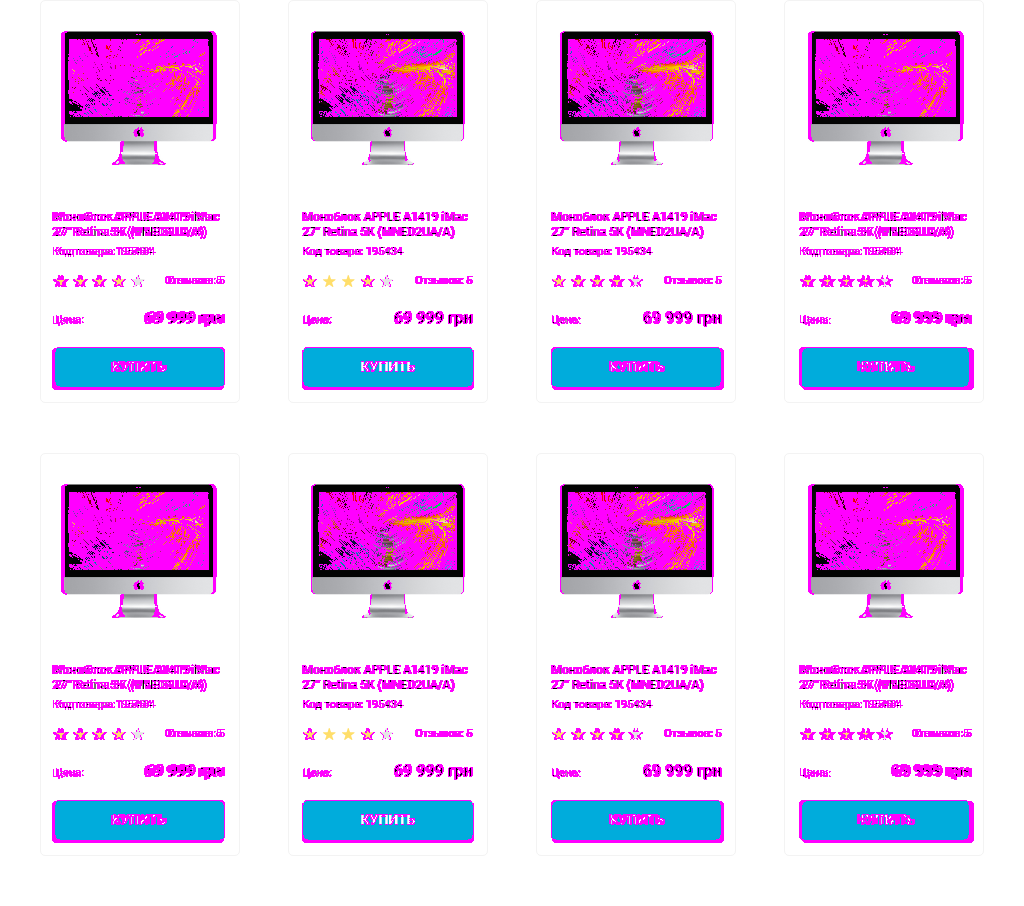 Моноблок APPLE A1419 iMac
27" Retina 5K (MNED2UA/A)
Код товара: 195434
Отзывов: 5
Цена:
69 999 грн
КУПИТЬ
Моноблок APPLE A1419 iMac
27" Retina 5K (MNED2UA/A)
Код товара: 195434
Отзывов: 5
Цена:
69 999 грн
КУПИТЬ
Моноблок APPLE A1419 iMac
27" Retina 5K (MNED2UA/A)
Код товара: 195434
Отзывов: 5
Цена:
69 999 грн
КУПИТЬ
Моноблок APPLE A1419 iMac
27" Retina 5K (MNED2UA/A)
Код товара: 195434
Отзывов: 5
Цена:
69 999 грн
КУПИТЬ
Моноблок APPLE A1419 iMac
27" Retina 5K (MNED2UA/A)
Код товара: 195434
Отзывов: 5
Цена:
69 999 грн
КУПИТЬ
Моноблок APPLE A1419 iMac
27" Retina 5K (MNED2UA/A)
Код товара: 195434
Отзывов: 5
Цена:
69 999 грн
КУПИТЬ
Моноблок APPLE A1419 iMac
27" Retina 5K (MNED2UA/A)
Код товара: 195434
Отзывов: 5
Цена:
69 999 грн
КУПИТЬ
Моноблок APPLE A1419 iMac
27" Retina 5K (MNED2UA/A)
Код товара: 195434
Отзывов: 5
Цена:
69 999 грн
КУПИТЬ